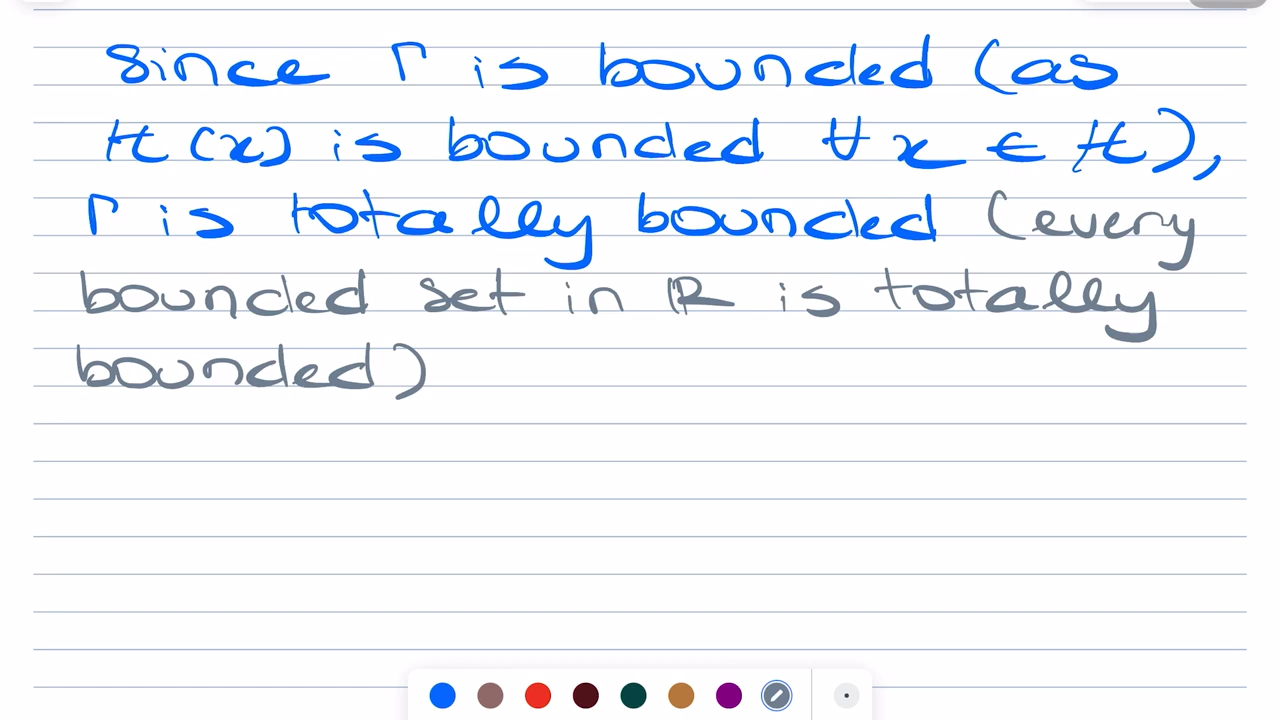 Since Γ is bounded (as
ℋ(x) is bounded ∀ x ∈ ℋ),
Γ is totally bounded (every
bounded set in ℝ is totally
bounded)